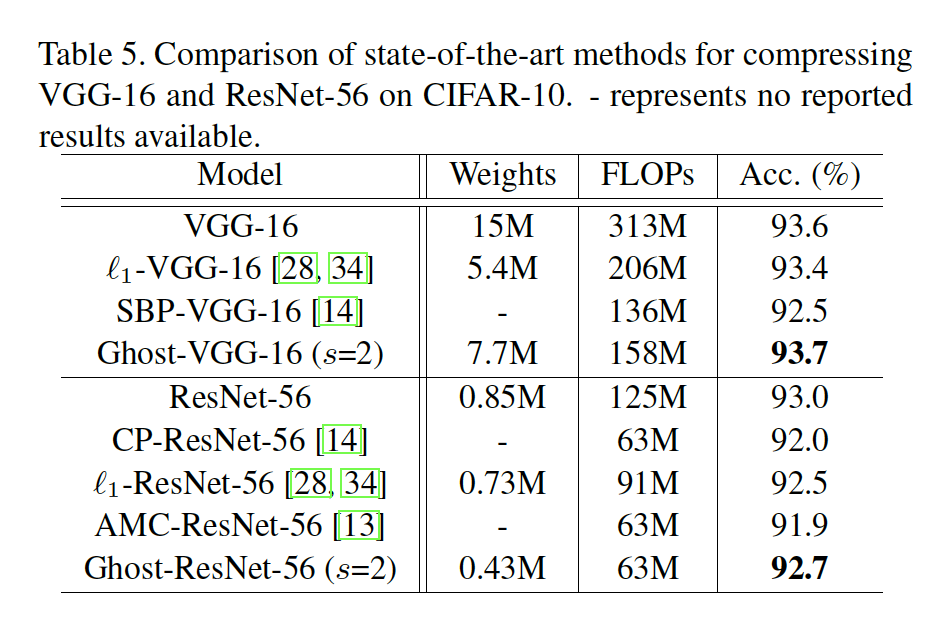 Table 5. Comparison of state-of-the-art methods for compressing
VGG-16 and ResNet-56 on CIFAR-10. - represents no reported
results available.
Model Weights FLOPs Acc. (%)
VGG-16 15M 313M 93.6
ℓ1-VGG-16 [28, 34] 5.4M 206M 93.4
SBP-VGG-16 [14] - 136M 92.5
Ghost-VGG-16 (s=2) 7.7M 158M 93.7
ResNet-56 0.85M 125M 93.0
CP-ResNet-56 [14] - 63M 92.0
ℓ1-ResNet-56 [28, 34] 0.73M 91M 92.5
AMC-ResNet-56 [13] - 63M 91.9
Ghost-ResNet-56 (s=2) 0.43M 63M 92.7